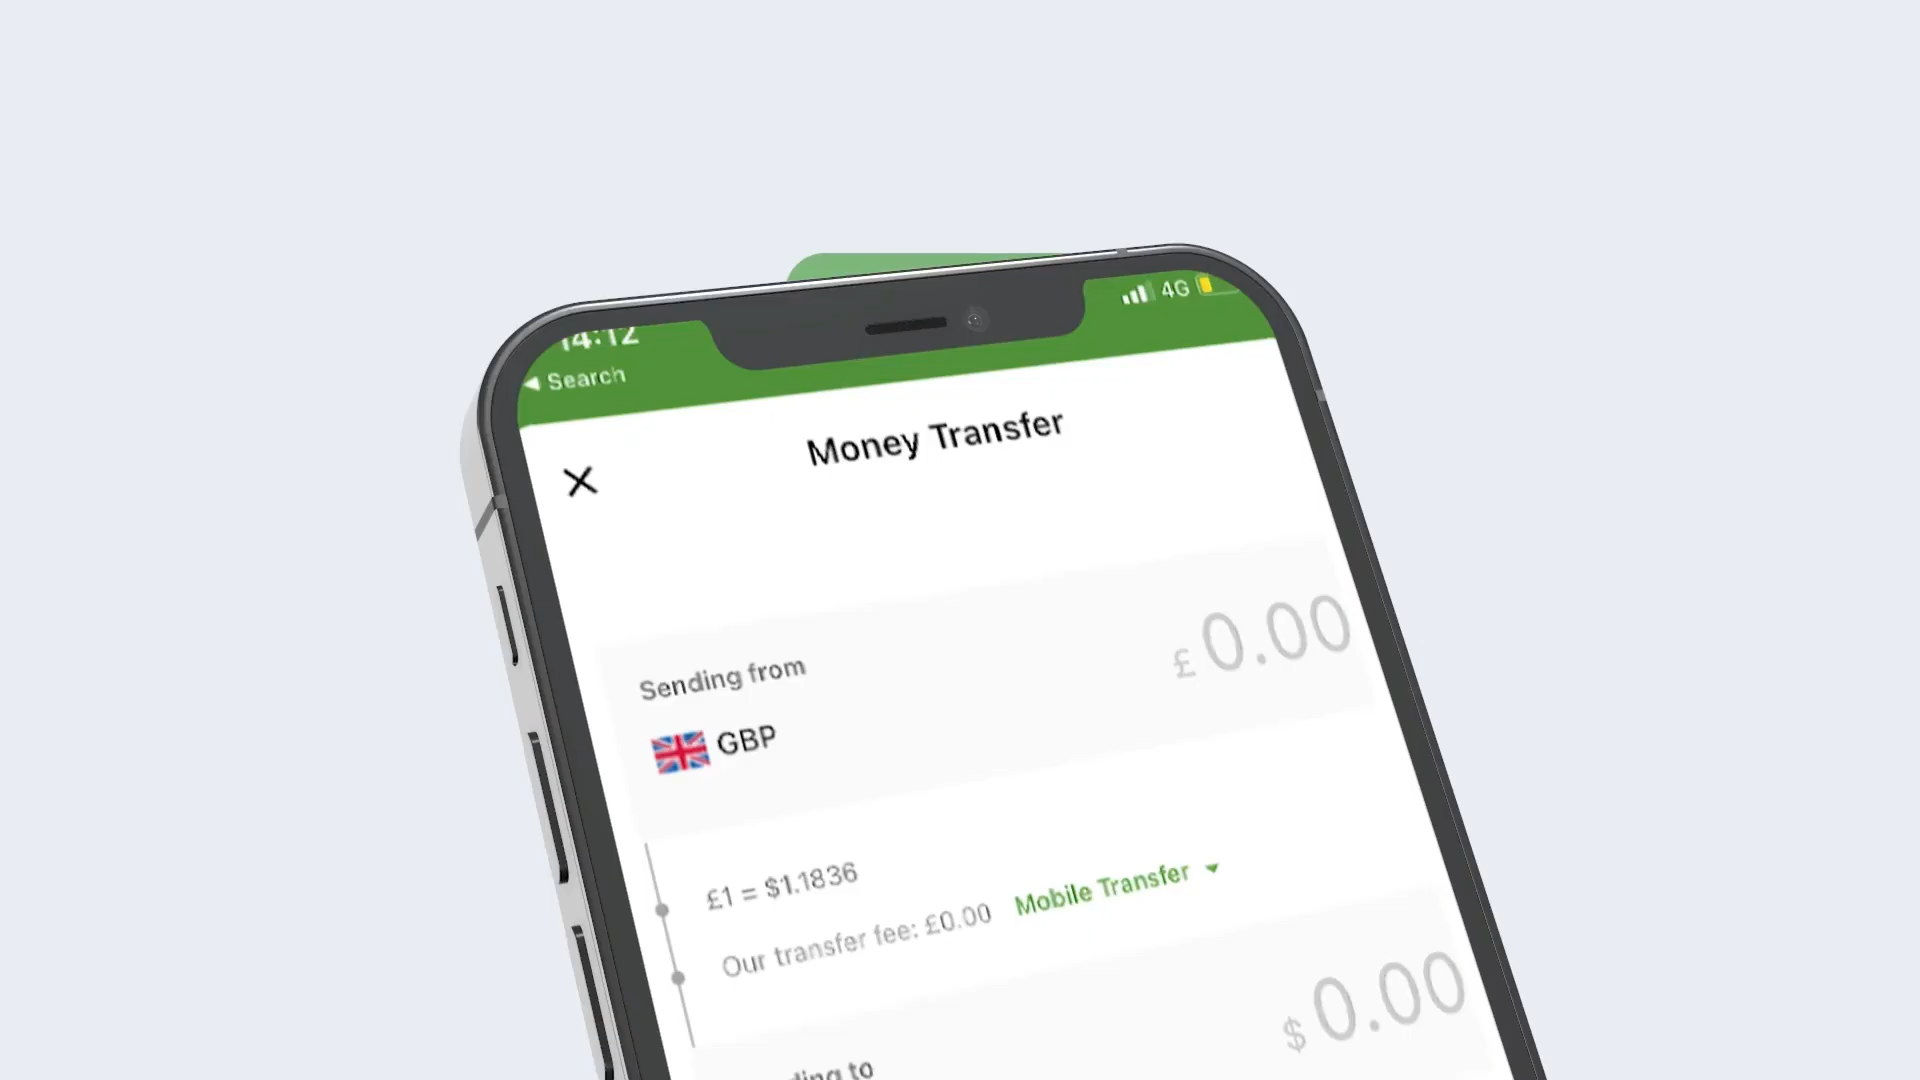 14:12
4G
◀ Search
Money Transfer
Sending from
£ 0.00
GBP
£1 = $1.1836
Our transfer fee: £0.00 Mobile Transfer
$ 0.00
to